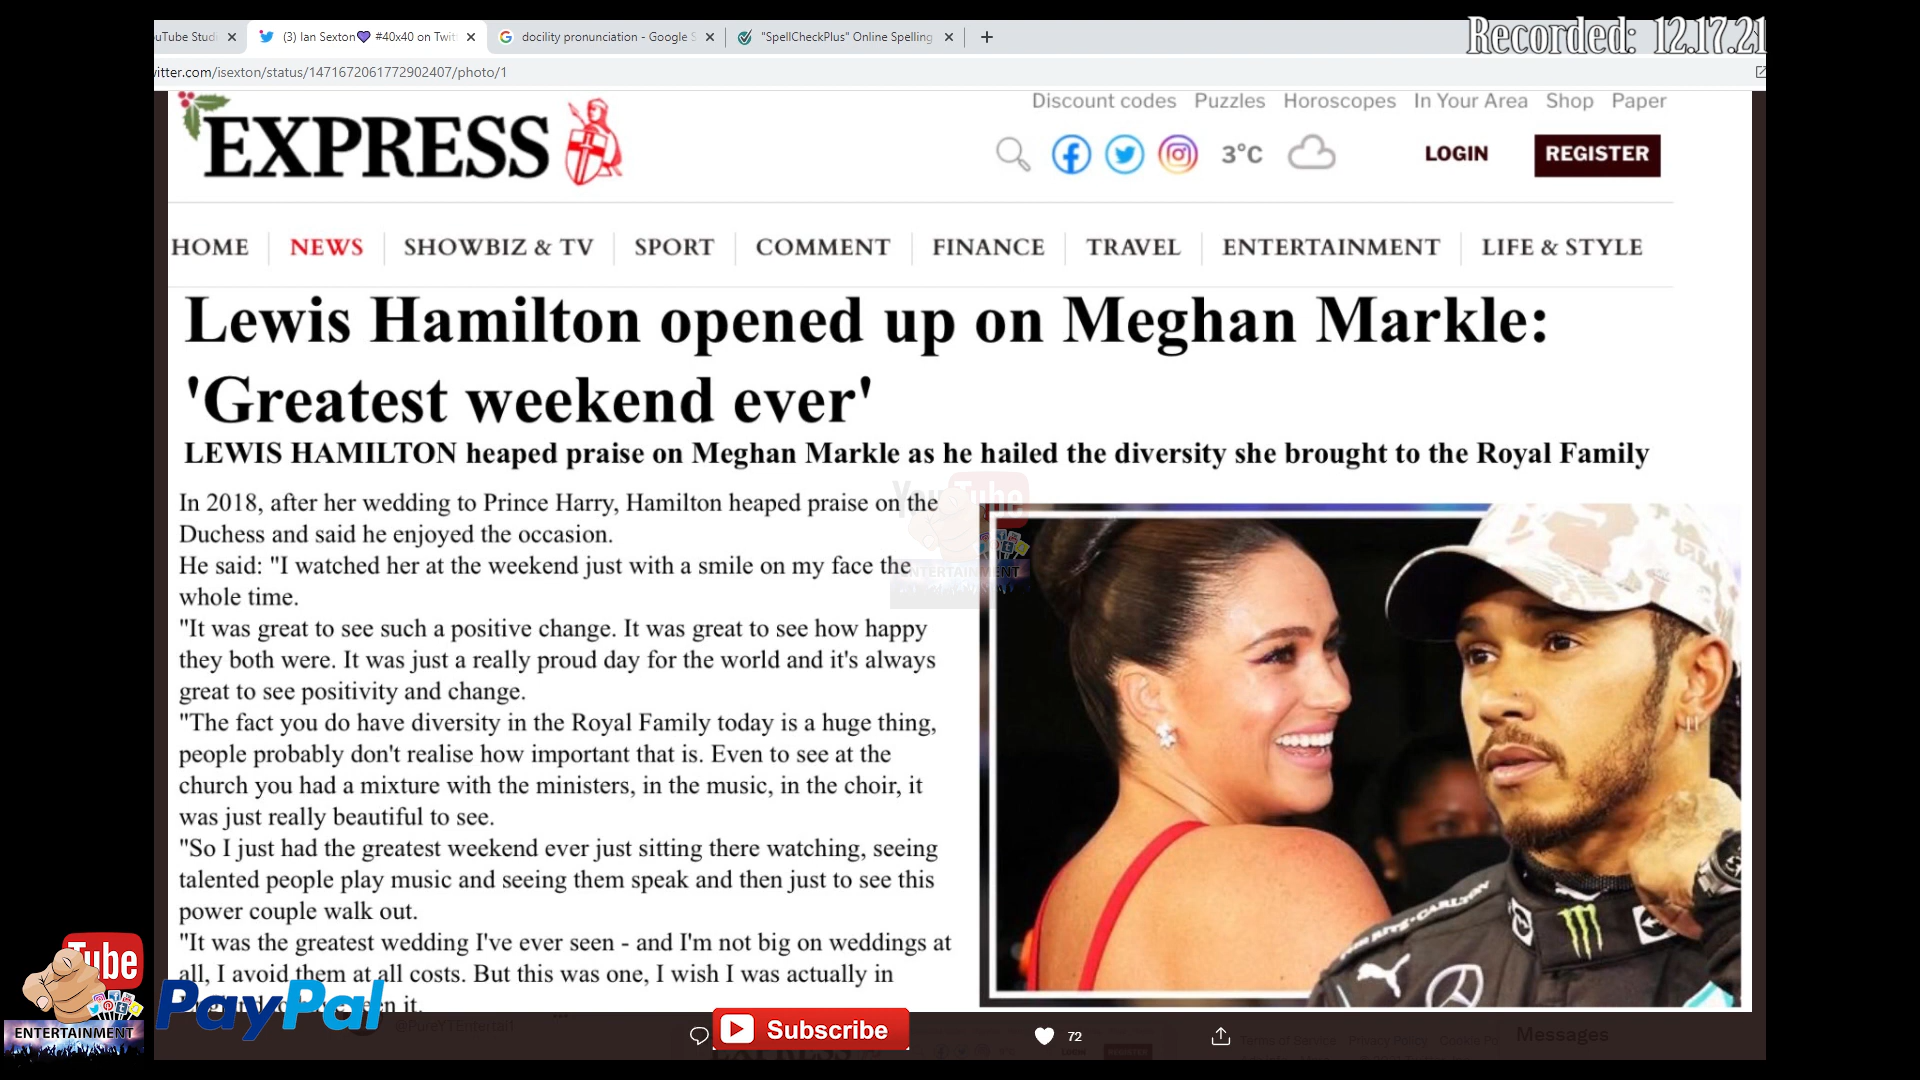 Recorded: 12.17.21
uTube Studi
(3) Ian Sexton💜 #40x40 on Twit
docility pronunciation - Google S
"SpellCheckPlus" Online Spelling
vitter.com/isexton/status/1471672061772902407/photo/1
Discount codes Puzzles Horoscopes In Your Area Shop Paper
EXPRESS
3°C
LOGIN
REGISTER
HOME NEWS SHOWBIZ & TV SPORT COMMENT FINANCE TRAVEL ENTERTAINMENT LIFE & STYLE
Lewis Hamilton opened up on Meghan Markle:
'Greatest weekend ever'
LEWIS HAMILTON heaped praise on Meghan Markle as he hailed the diversity she brought to the Royal Family
In 2018, after her wedding to Prince Harry, Hamilton heaped praise on the
Duchess and said he enjoyed the occasion.
He said: "I watched her at the weekend just with a smile on my face the
whole time.
"It was great to see such a positive change. It was great to see how happy
they both were. It was just a really proud day for the world and it's always
great to see positivity and change.
"The fact you do have diversity in the Royal Family today is a huge thing,
people probably don't realise how important that is. Even to see at the
church you had a mixture with the ministers, in the music, in the choir, it
was just really beautiful to see.
"So I just had the greatest weekend ever just sitting there watching, seeing
talented people play music and seeing them speak and then just to see this
power couple walk out.
"It was the greatest wedding I've ever seen - and I'm not big on weddings at
all, I avoid them at all costs. But this was one, I wish I was actually in
it.
YouTube
ENTERTAINMENT
Tube
ENTERTAINMENT
PayPal
@PureYTEntertai
Subscribe
72
Terms of Service Privacy Policy Cookie Po
Messages